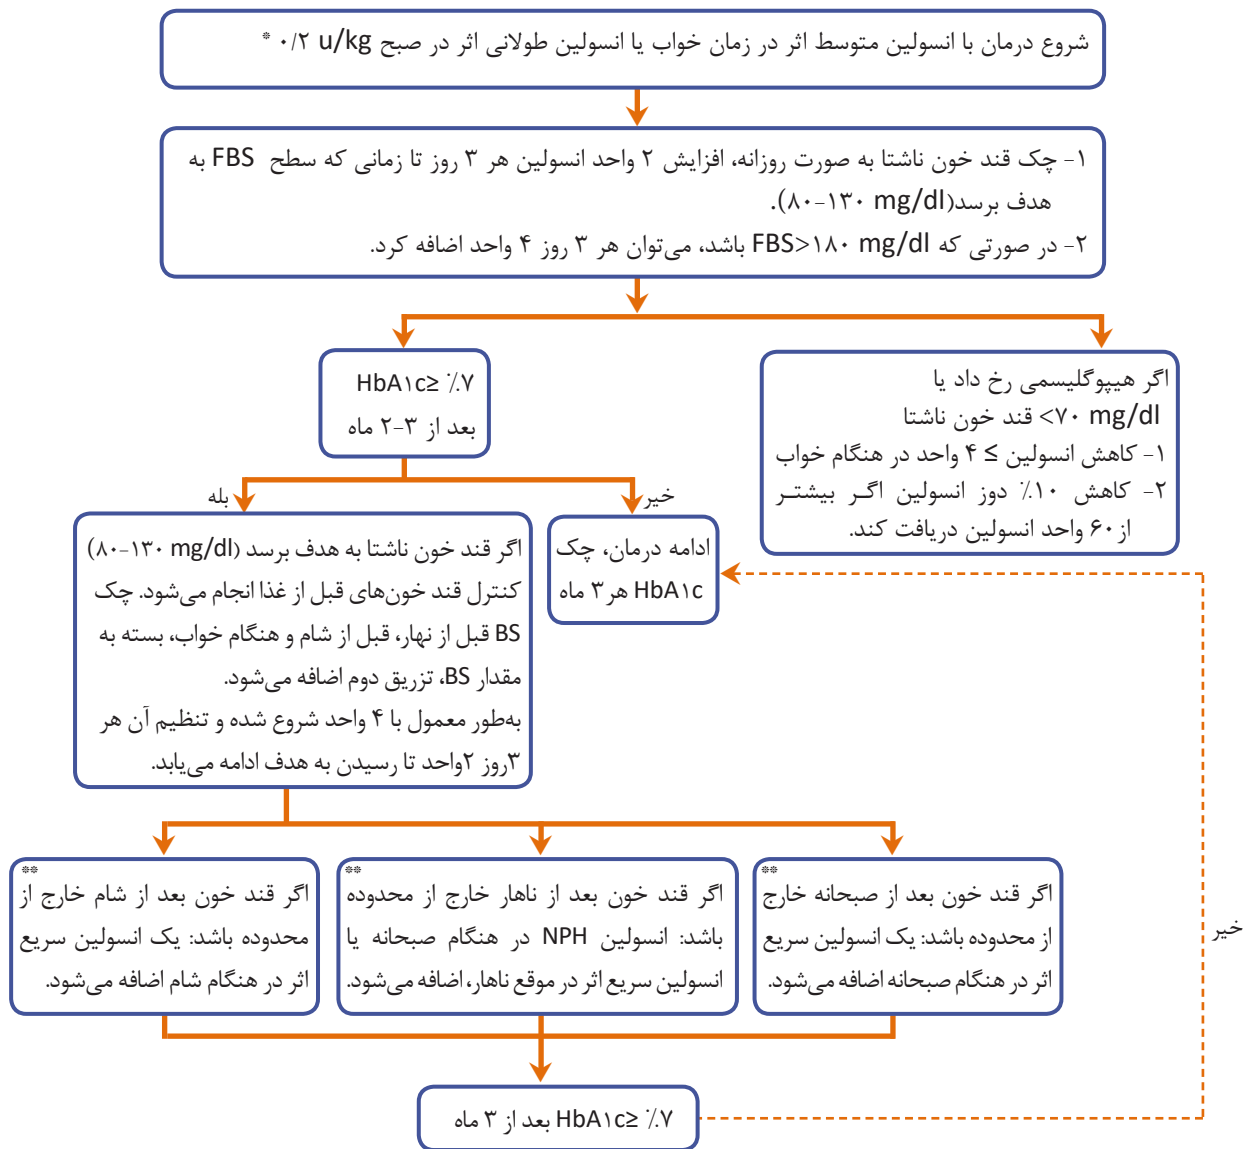 شروع درمان با انسولین متوسط اثر در زمان خواب یا انسولین طولانی اثر در صبح ۰/۲ u/kg *
۱- چک قند خون ناشتا به صورت روزانه، افزایش ۲ واحد انسولین هر ۳ روز تا زمانی که سطح FBS به
هدف برسد(۸۰-۱۳۰ mg/dl).
۲- در صورتی که FBS>۱۸۰ mg/dl باشد، می‌توان هر ۳ روز ۴ واحد اضافه کرد.
اگر هیپوگلیسمی رخ داد یا
<۷۰ mg/dl قند خون ناشتا
۱- کاهش انسولین ≥ ۴ واحد در هنگام خواب
۲- کاهش ۱۰٪ دوز انسولین اگر بیشتر
از ۶۰ واحد انسولین دریافت کند.
HbA۱c≥ ٪۷
بعد از ۳-۲ ماه
خیر
بله
ادامه درمان، چک
HbA۱c هر ۳ ماه
اگر قند خون ناشتا به هدف برسد (۸۰-۱۳۰ mg/dl)
کنترل قند خون‌های قبل از غذا انجام می‌شود. چک
BS قبل از نهار، قبل از شام و هنگام خواب، بسته به
مقدار BS، تزریق دوم اضافه می‌شود.
به‌طور معمول با ۴ واحد شروع شده و تنظیم آن هر
۳روز ۲واحد تا رسیدن به هدف ادامه می‌یابد.
**
اگر قند خون بعد از صبحانه خارج
از محدوده باشد: یک انسولین سریع
اثر در هنگام صبحانه اضافه می‌شود.
**
اگر قند خون بعد از ناهار خارج از محدوده
باشد: انسولین NPH در هنگام صبحانه یا
انسولین سریع اثر در موقع ناهار، اضافه می‌شود.
**
اگر قند خون بعد از شام خارج از
محدوده باشد: یک انسولین سریع
اثر در هنگام شام اضافه می‌شود.
خیر
HbA۱c≥ ٪۷ بعد از ۳ ماه